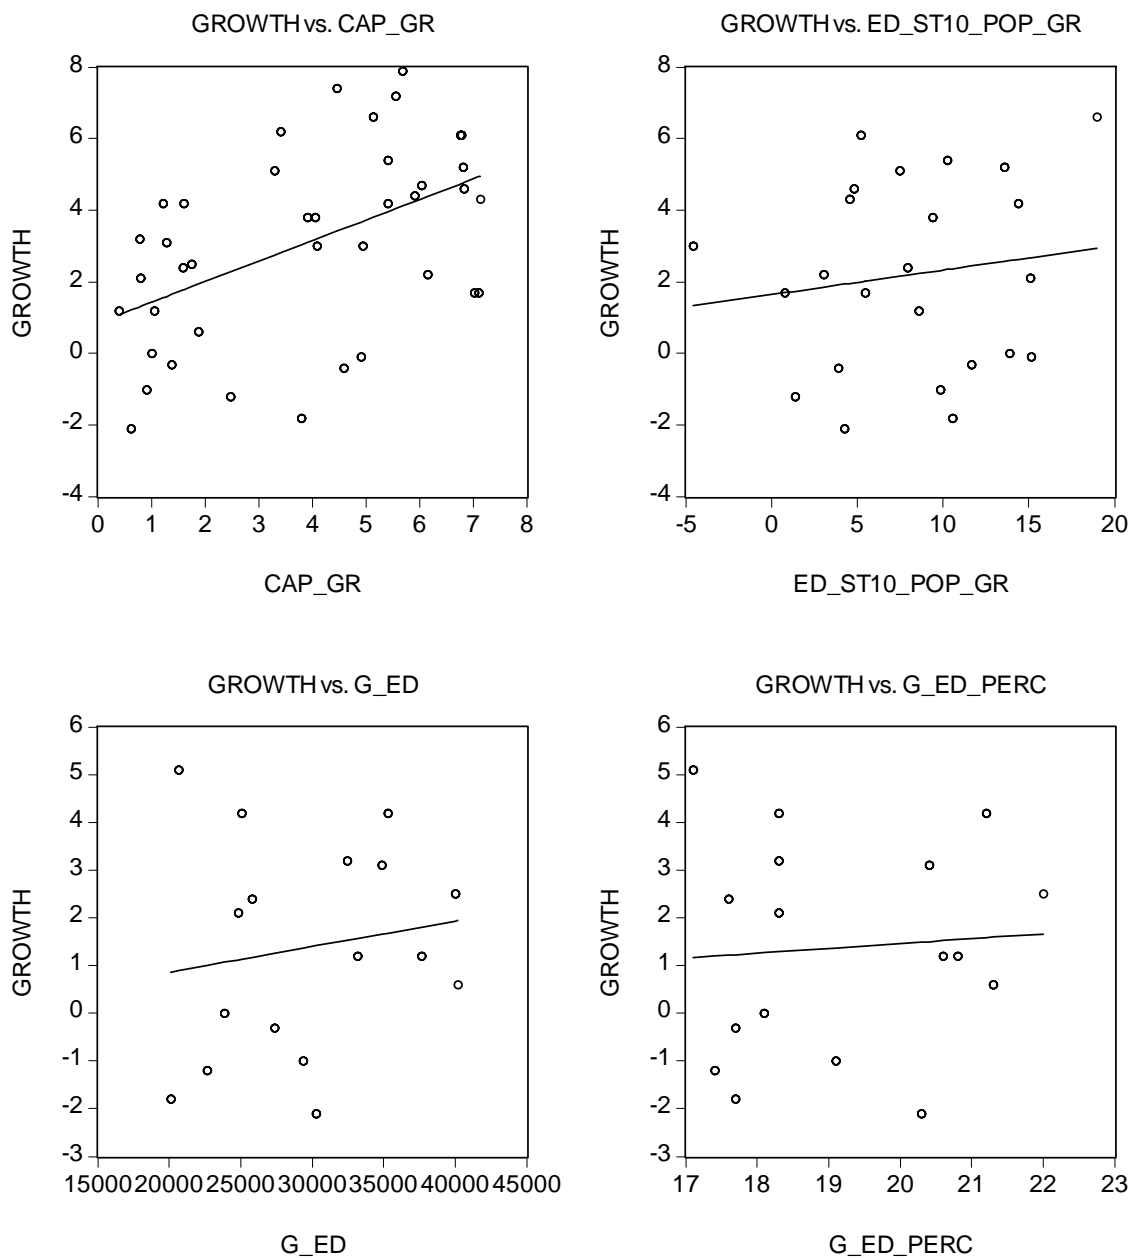 GROWTH vs. CAP_GR
8
6
4
2
0
-2
-4
GROWTH
0 1 2 3 4 5 6 7 8
CAP_GR
GROWTH vs. ED_ST10_POP_GR
8
6
4
2
0
-2
-4
GROWTH
-5 0 5 10 15 20
ED_ST10_POP_GR
GROWTH vs. G_ED
6
5
4
3
2
1
0
-1
-2
-3
GROWTH
15000 20000 25000 30000 35000 40000 45000
G_ED
GROWTH vs. G_ED_PERC
6
5
4
3
2
1
0
-1
-2
-3
GROWTH
17 18 19 20 21 22 23
G_ED_PERC